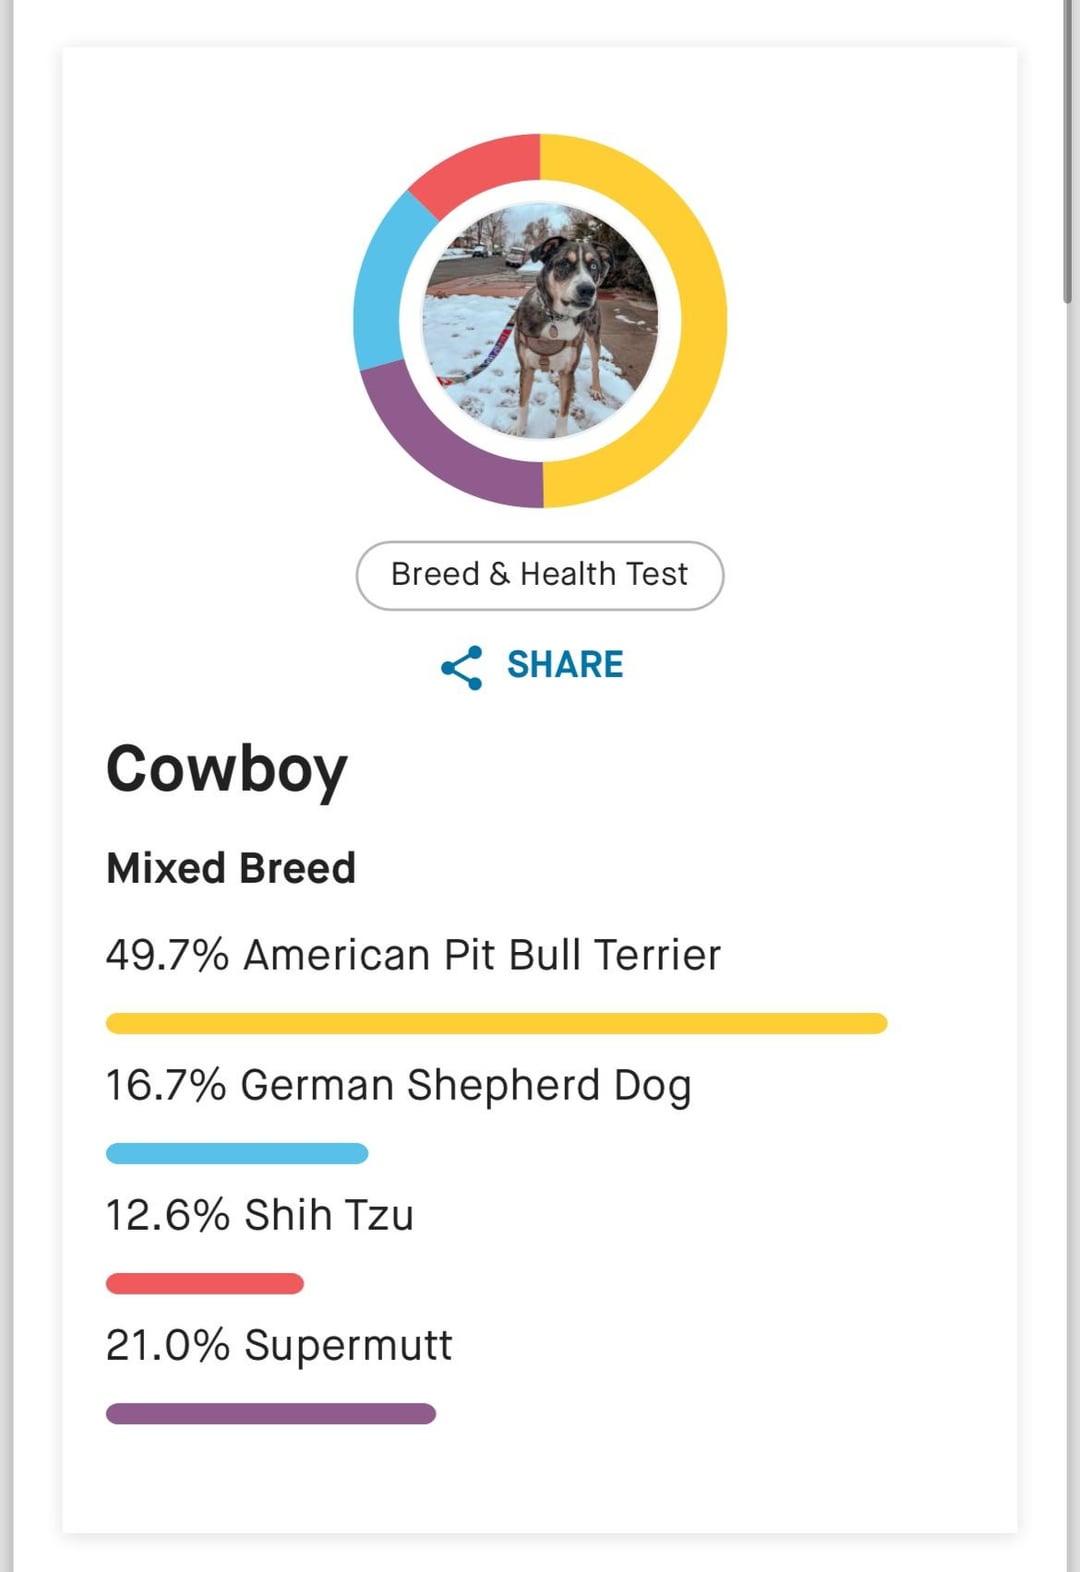 Breed & Health Test
SHARE
Cowboy
Mixed Breed
49.7% American Pit Bull Terrier
16.7% German Shepherd Dog
12.6% Shih Tzu
21.0% Supermutt